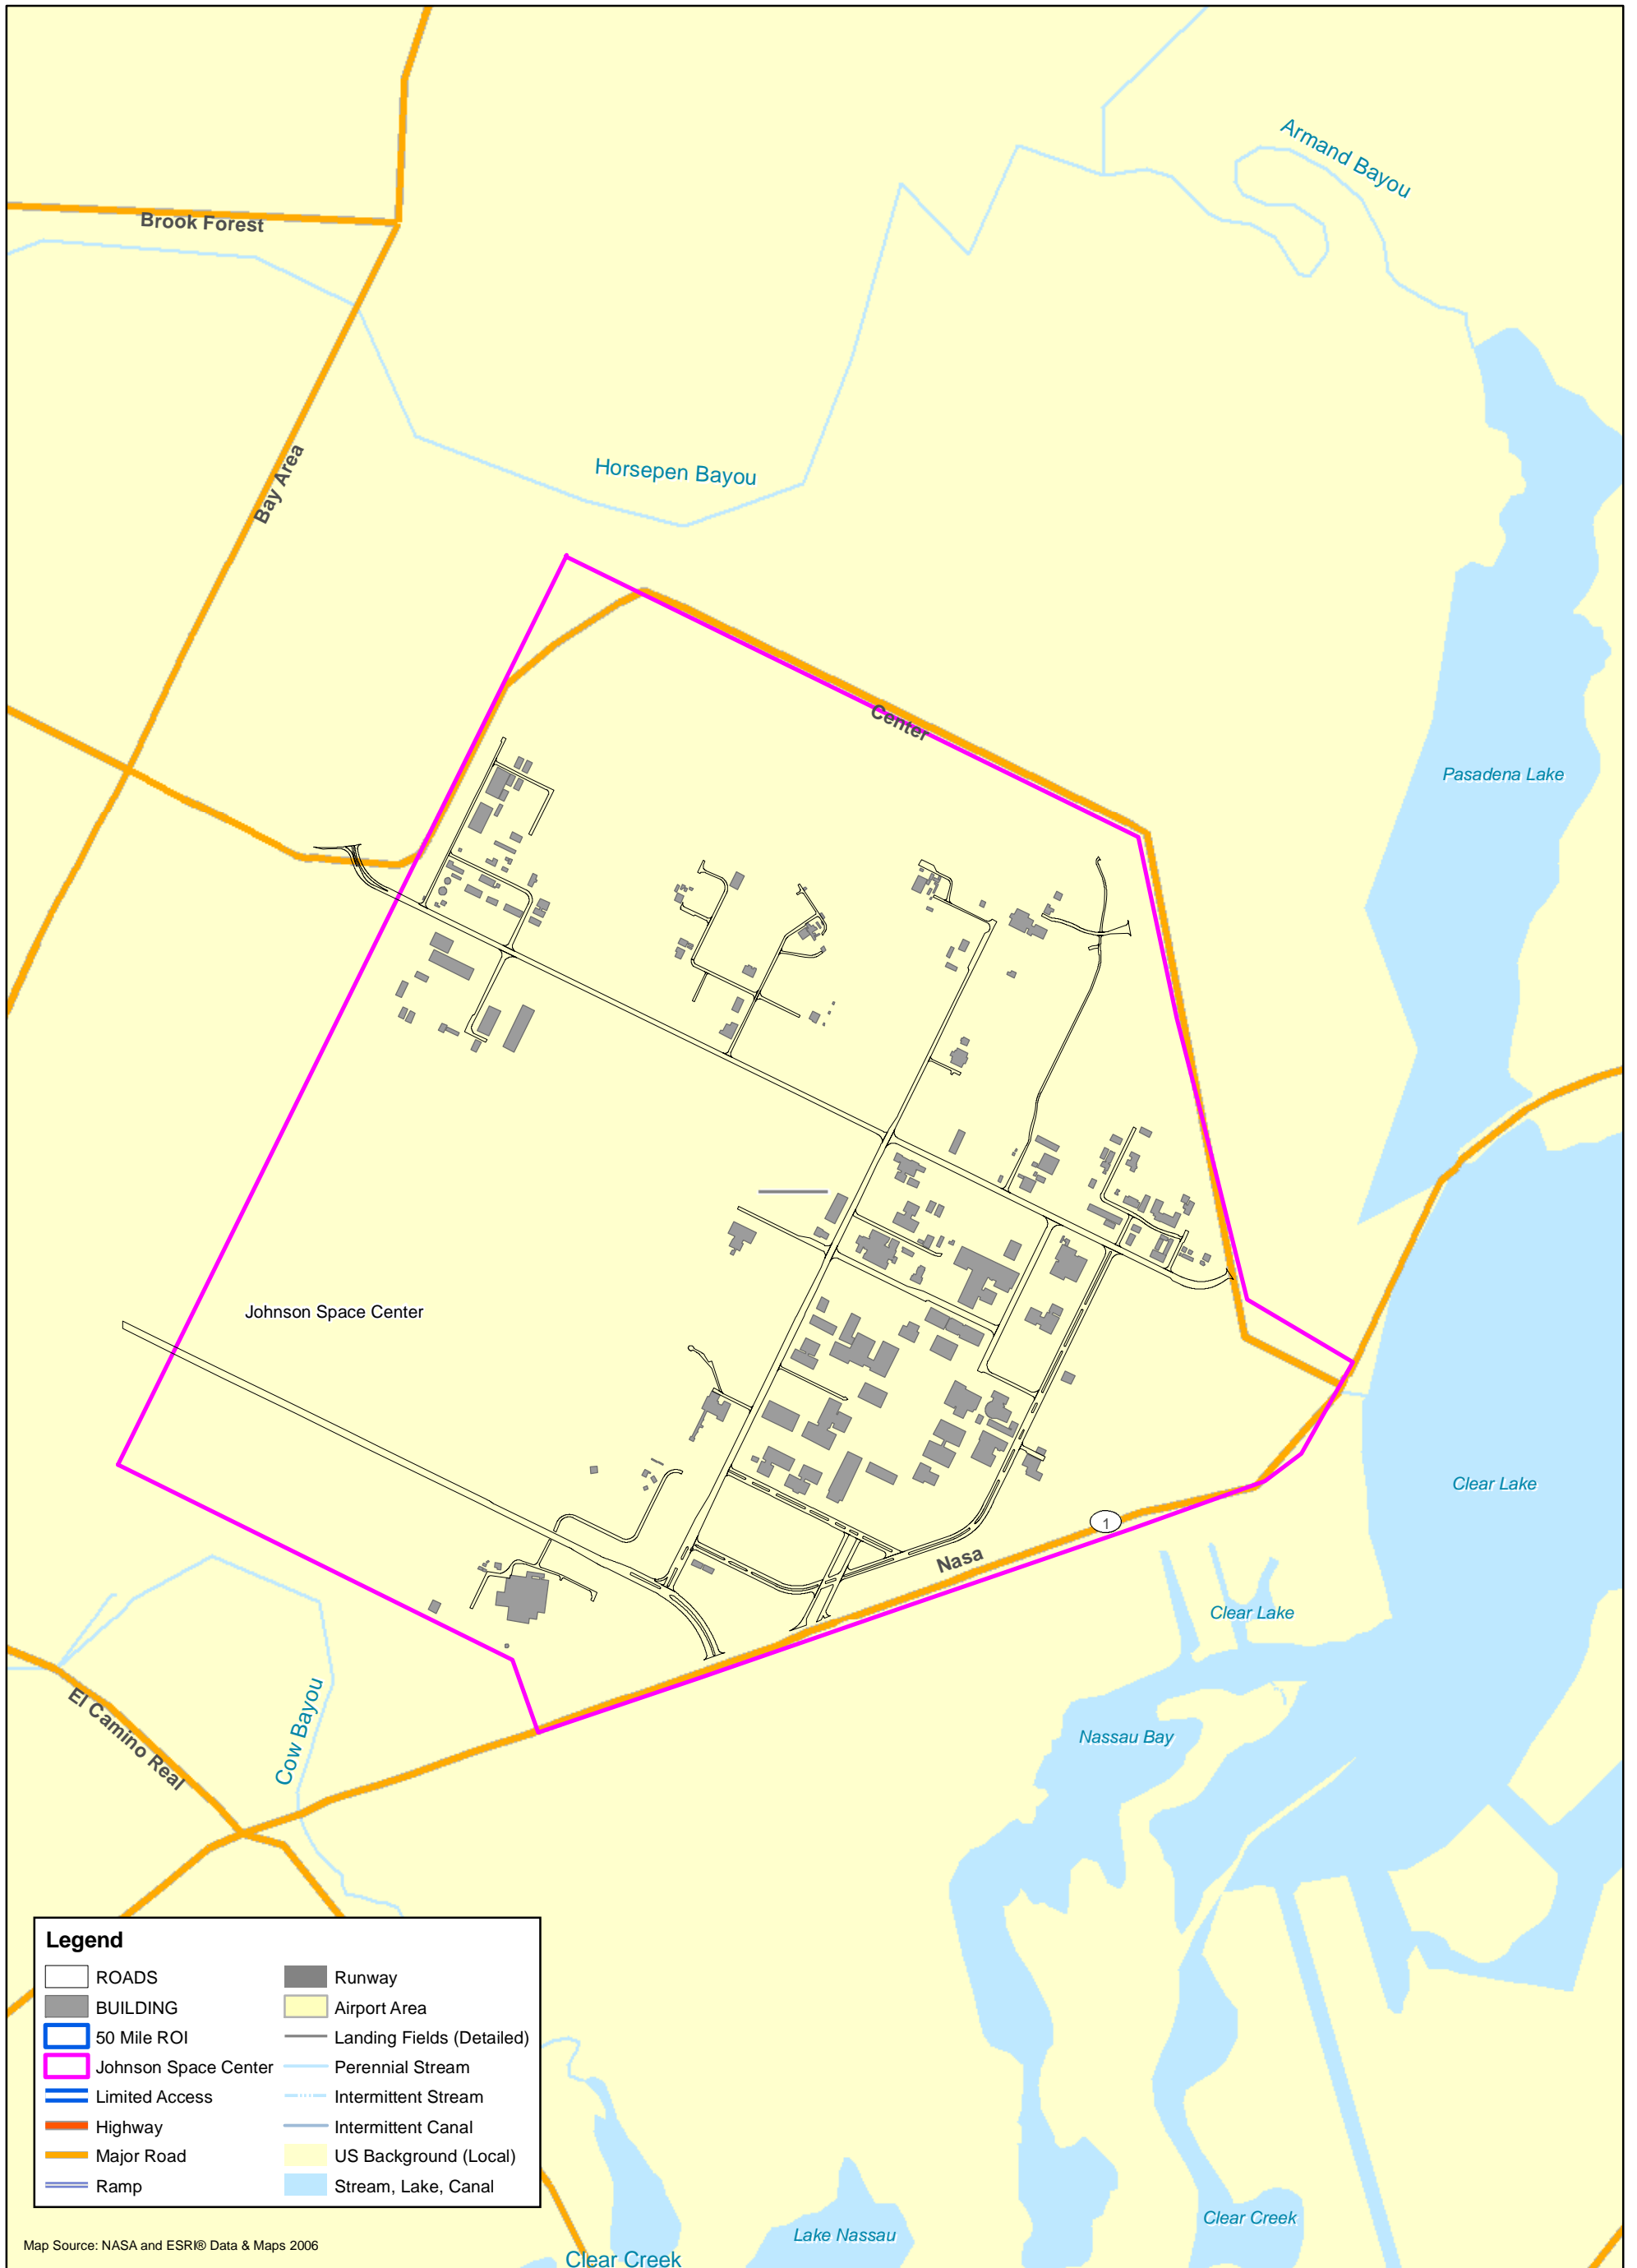 Armand Bayou
Brook Forest
Horsepen Bayou
Bay Area
Center
Pasadena Lake
Johnson Space Center
Clear Lake
1
Nasa
Clear Lake
Nassau Bay
El Camino Real
Cow Bayou
Legend
ROADS
BUILDING
50 Mile ROI
Johnson Space Center
Limited Access
Highway
Major Road
Ramp
Runway
Airport Area
Landing Fields (Detailed)
Perennial Stream
Intermittent Stream
Intermittent Canal
US Background (Local)
Stream, Lake, Canal
Clear Creek
Lake Nassau
Clear Creek
Map Source: NASA and ESRI® Data & Maps 2006